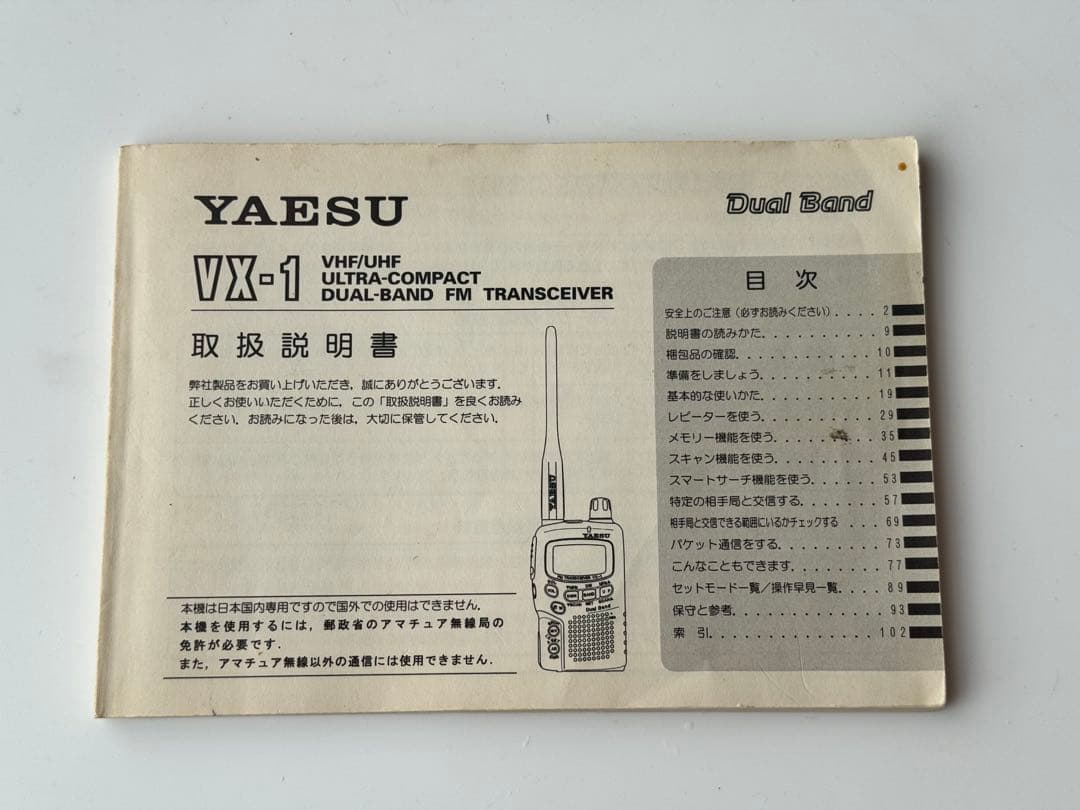 YAESU
Dual Band
VX-1
VHF/UHF
ULTRA-COMPACT
DUAL-BAND FM TRANSCEIVER
取扱説明書
弊社製品をお買い上げいただき，誠にありがとうございます．
正しくお使いいただくために，この「取扱説明書」を良くお読み
ください．お読みになった後は，大切に保管してください．
YAESU
YAESU
Dual Band
本機は日本国内専用ですので国外での使用はできません．
本機を使用するには，郵政省のアマチュア無線局の
免許が必要です．
また，アマチュア無線以外の通信には使用できません．
目 次
安全上のご注意（必ずお読みください）．．．．2
説明書の読みかた．．．．．．．．．．．9
梱包品の確認．．．．．．．．．．．．10
準備をしましょう．．．．．．．．．．11
基本的な使いかた．．．．．．．．．．19
レピーターを使う．．．．．．．．．．29
メモリー機能を使う．．．．．．．．．35
スキャン機能を使う．．．．．．．．．45
スマートサーチ機能を使う．．．．．．53
特定の相手局と交信する．．．．．．．57
相手局と交信できる範囲にいるかチェックする．．．69
パケット通信をする．．．．．．．．．73
こんなこともできます．．．．．．．．77
セットモード一覧／操作早見一覧．．．．89
保守と参考．．．．．．．．．．．．．93
索 引．．．．．．．．．．．．．．102